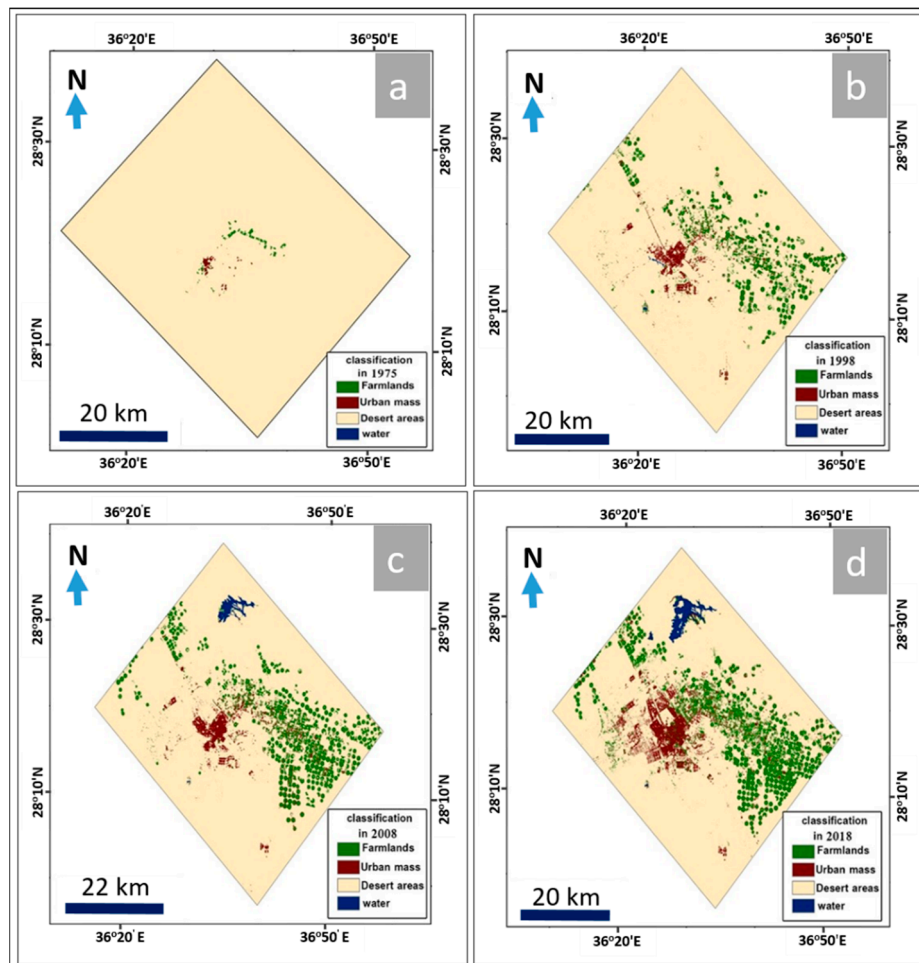 36°20'E 36°50'E
N
a
28°30'N 28°30'N
28°10'N 28°10'N
classification
in 1975
Farmlands
Urban mass
Desert areas
water
20 km
36°20'E 36°50'E
36°20'E 36°50'E
N
b
28°30'N 28°30'N
28°10'N 28°10'N
classification
in 1998
Farmlands
Urban mass
Desert areas
water
20 km
36°20'E 36°50'E
36°20'E 36°50'E
N
c
28°30'N 28°30'N
28°10'N 28°10'N
classification
in 2008
Farmlands
Urban mass
Desert areas
water
22 km
36°20'E 36°50'E
36°20'E 36°50'E
N
d
28°30'N 28°30'N
28°10'N 28°10'N
classification
in 2018
Farmlands
Urban mass
Desert areas
water
20 km
36°20'E 36°50'E